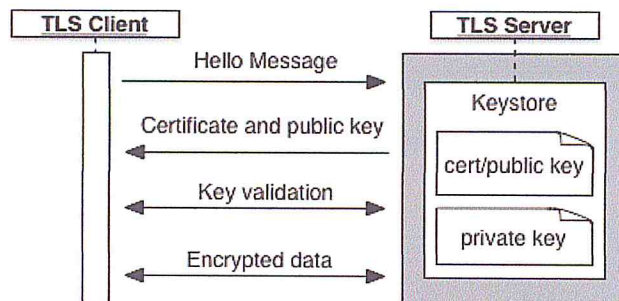 TLS Client
TLS Server
Hello Message
Keystore
Certificate and public key
cert/public key
Key validation
private key
Encrypted data